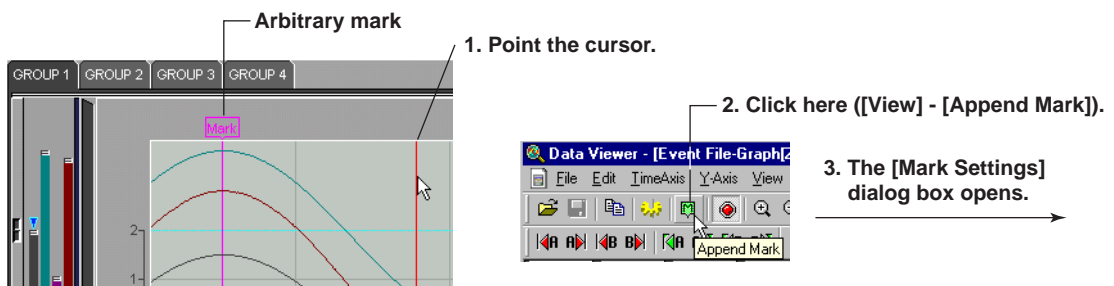 Arbitrary mark
1. Point the cursor.
GROUP 1 GROUP 2 GROUP 3 GROUP 4
Mark
2
1
2. Click here ([View] - [Append Mark]).
Data Viewer - [Event File-Graph[2
File Edit TimeAxis Y-Axis View
M
A A B B A
Append Mark
3. The [Mark Settings]
dialog box opens.